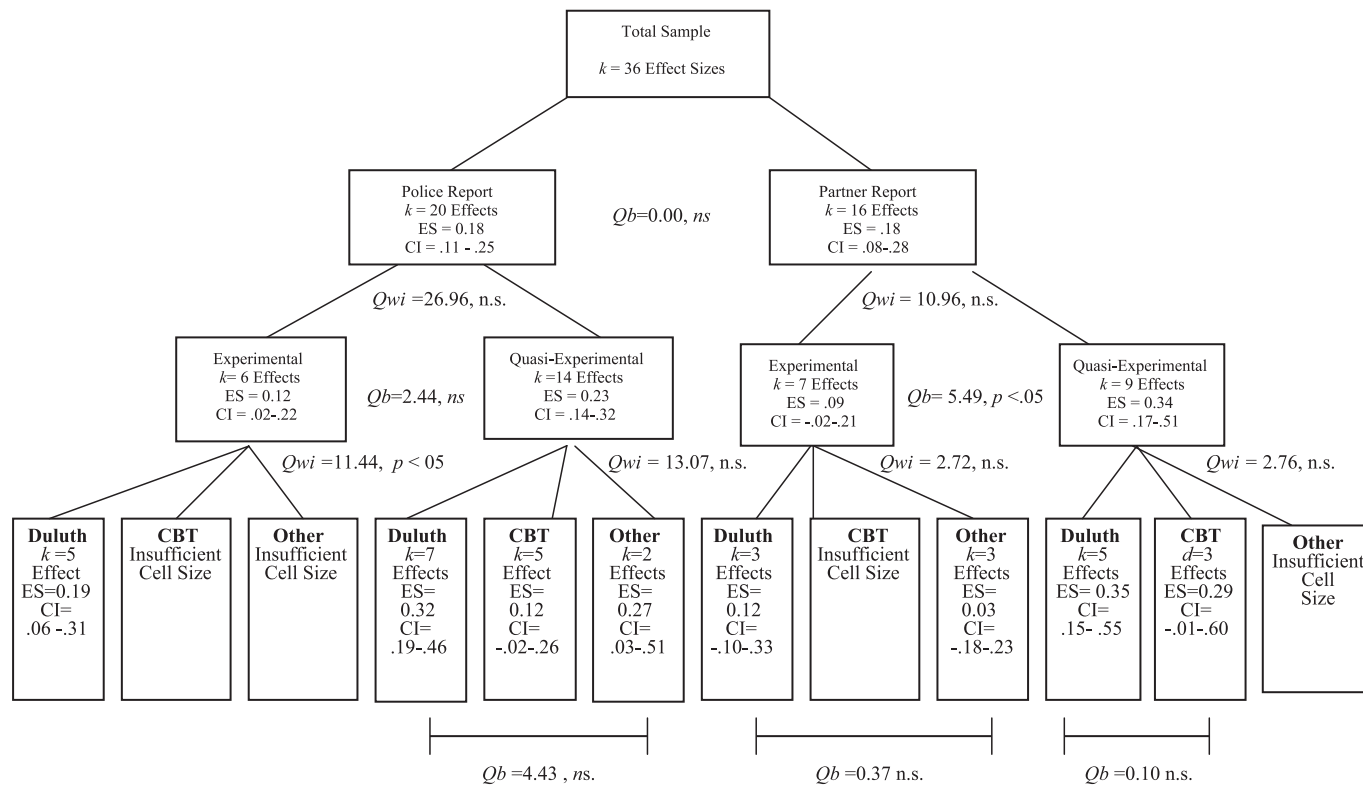 Total Sample
k = 36 Effect Sizes
Police Report
k = 20 Effects
ES = 0.18
CI = .11 - .25
Qb=0.00, ns
Partner Report
k = 16 Effects
ES = .18
CI = .08-.28
Qwi =26.96, n.s.
Qwi = 10.96, n.s.
Experimental
k= 6 Effects
ES = 0.12
CI = .02-.22
Qb=2.44, ns
Quasi-Experimental
k =14 Effects
ES = 0.23
CI = .14-.32
Experimental
k = 7 Effects
ES = .09
CI = -.02-.21
Qb= 5.49, p <.05
Quasi-Experimental
k = 9 Effects
ES = 0.34
CI = .17-.51
Qwi =11.44, p < 05
Qwi = 13.07, n.s.
Qwi = 2.72, n.s.
Qwi = 2.76, n.s.
Duluth
k =5
Effect
ES=0.19
CI=
.06 -.31
CBT
Insufficient
Cell Size
Other
Insufficient
Cell Size
Duluth
k=7
Effects
ES=
0.32
CI=
.19-.46
CBT
k=5
Effect
ES=
0.12
CI=
-.02-.26
Other
k=2
Effects
ES=
0.27
CI=
.03-.51
Duluth
k=3
Effects
ES=
0.12
CI=
-.10-.33
CBT
Insufficient
Cell Size
Other
k=3
Effects
ES=
0.03
CI=
-.18-.23
Duluth
k=5
Effects
ES= 0.35
CI =
.15- .55
CBT
d=3
Effects
ES=0.29
CI=
-.01-.60
Other
Insufficient
Cell
Size
Qb =4.43 , ns.
Qb =0.37 n.s.
Qb =0.10 n.s.